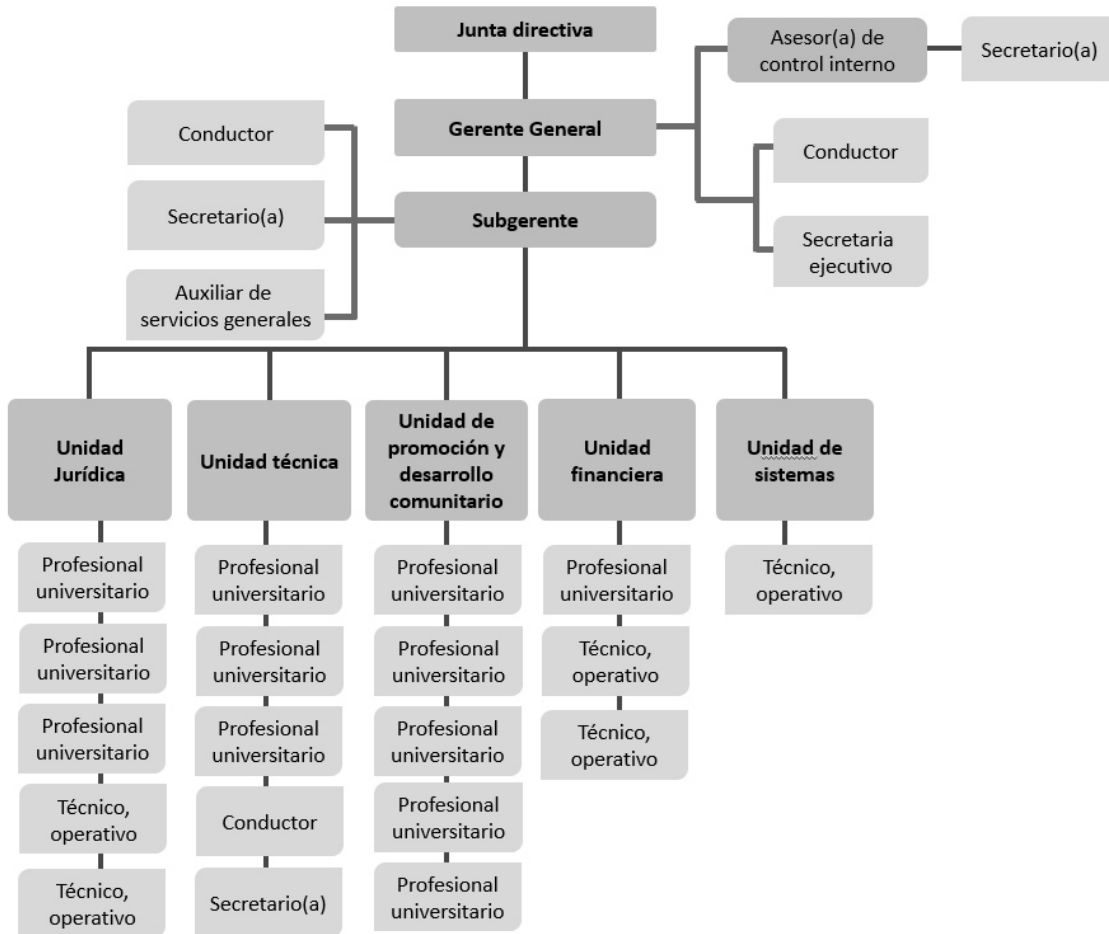 Junta directiva
Asesor(a) de
control interno
Secretario(a)
Gerente General
Conductor
Conductor
Secretario(a)
Subgerente
Secretaria
ejecutivo
Auxiliar de
servicios generales
Unidad
Jurídica
Unidad técnica
Unidad de
promoción y
desarrollo
comunitario
Unidad
financiera
Unidad de
sistemas
Profesional
universitario
Profesional
universitario
Profesional
universitario
Técnico,
operativo
Técnico,
operativo
Profesional
universitario
Profesional
universitario
Profesional
universitario
Conductor
Secretario(a)
Profesional
universitario
Profesional
universitario
Profesional
universitario
Profesional
universitario
Profesional
universitario
Profesional
universitario
Técnico,
operativo
Técnico,
operativo
Técnico,
operativo